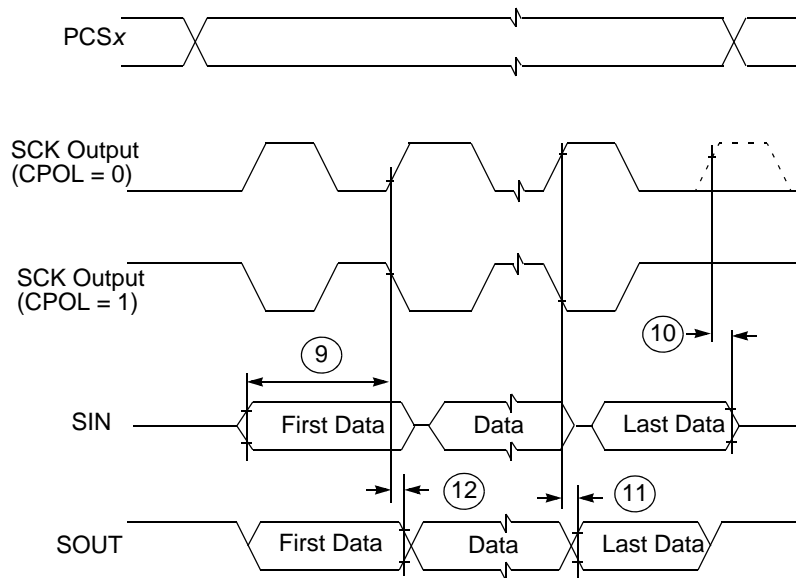 PCSx
SCK Output
(CPOL = 0)
SCK Output
(CPOL = 1)
10
9
SIN
First Data
Data
Last Data
12
11
SOUT
First Data
Data
Last Data